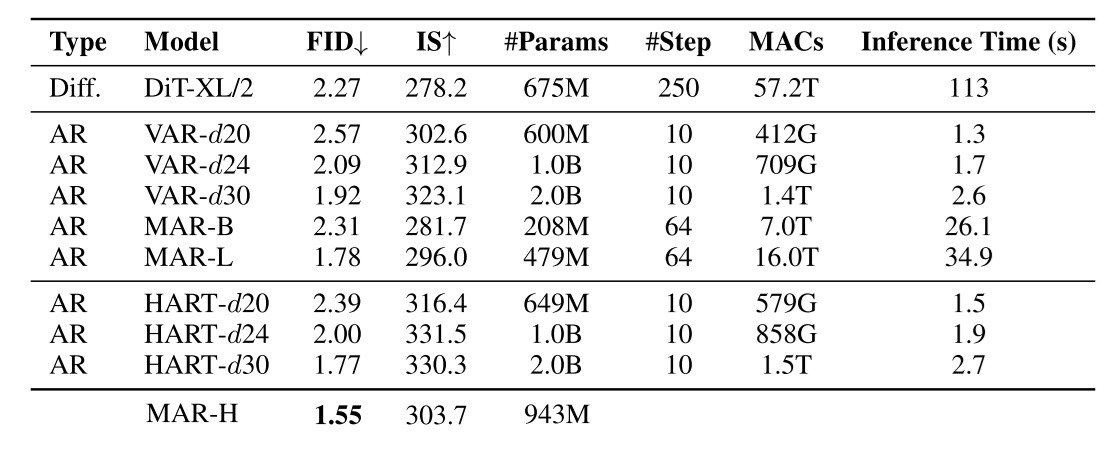 Type Model FID↓ IS↑ #Params #Step MACs Inference Time (s)
Diff. DiT-XL/2 2.27 278.2 675M 250 57.2T 113
AR VAR-d20 2.57 302.6 600M 10 412G 1.3
AR VAR-d24 2.09 312.9 1.0B 10 709G 1.7
AR VAR-d30 1.92 323.1 2.0B 10 1.4T 2.6
AR MAR-B 2.31 281.7 208M 64 7.0T 26.1
AR MAR-L 1.78 296.0 479M 64 16.0T 34.9
AR HART-d20 2.39 316.4 649M 10 579G 1.5
AR HART-d24 2.00 331.5 1.0B 10 858G 1.9
AR HART-d30 1.77 330.3 2.0B 10 1.5T 2.7
MAR-H 1.55 303.7 943M